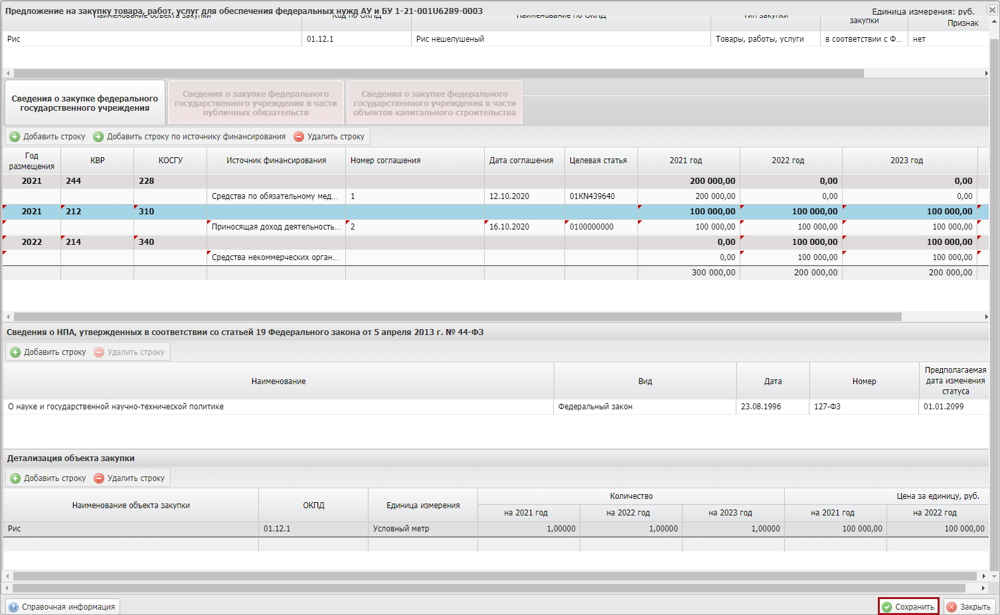 Предложение на закупку товара, работ, услуг для обеспечения федеральных нужд АУ и БУ 1-21-001U6289-0003
Единица измерения: руб.
Наименование объекта закупки
Код по ОКПД
Наименование по ОКПД
Тип закупки
закупки
Признак
Рис
01.12.1
Рис нешелушеный
Товары, работы, услуги
в соответствии с Ф...
нет
Сведения о закупке федерального
государственного учреждения
Сведения о закупке федерального
государственного учреждения в части
публичных обязательств
Сведения о закупке федерального
государственного учреждения в части
объектов капитального строительства
Добавить строку
Добавить строку по источнику финансирования
Удалить строку
Год
размещения
КВР
КОСГУ
Источник финансирования
Номер соглашения
Дата соглашения
Целевая статья
2021 год
2022 год
2023 год
2021 244 228 200 000,00 0,00 0,00
Средства по обязательному мед... 1 12.10.2020 01KN439640 200 000,00 0,00 0,00
2021 212 310 100 000,00 100 000,00 100 000,00
Приносящая доход деятельность... 2 16.10.2020 0100000000 100 000,00 100 000,00 100 000,00
2022 214 340 0,00 100 000,00 100 000,00
Средства некоммерческих орган... 0,00 100 000,00 100 000,00
300 000,00 200 000,00 200 000,00
Сведения о НПА, утвержденных в соответствии со статьей 19 Федерального закона от 5 апреля 2013 г. № 44-ФЗ
Добавить строку
Удалить строку
Наименование
Вид
Дата
Номер
Предполагаемая
дата изменения
статуса
О науке и государственной научно-технической политике
Федеральный закон
23.08.1996
127-ФЗ
01.01.2099
Детализация объекта закупки
Добавить строку
Удалить строку
Наименование объекта закупки
ОКПД
Единица измерения
Количество
Цена за единицу, руб.
на 2021 год
на 2022 год
на 2023 год
на 2021 год
на 2022 год
Рис 01.12.1 Условный метр 1,00000 1,00000 1,00000 100 000,00 100 000,00
Справочная информация
Сохранить
Закрыть